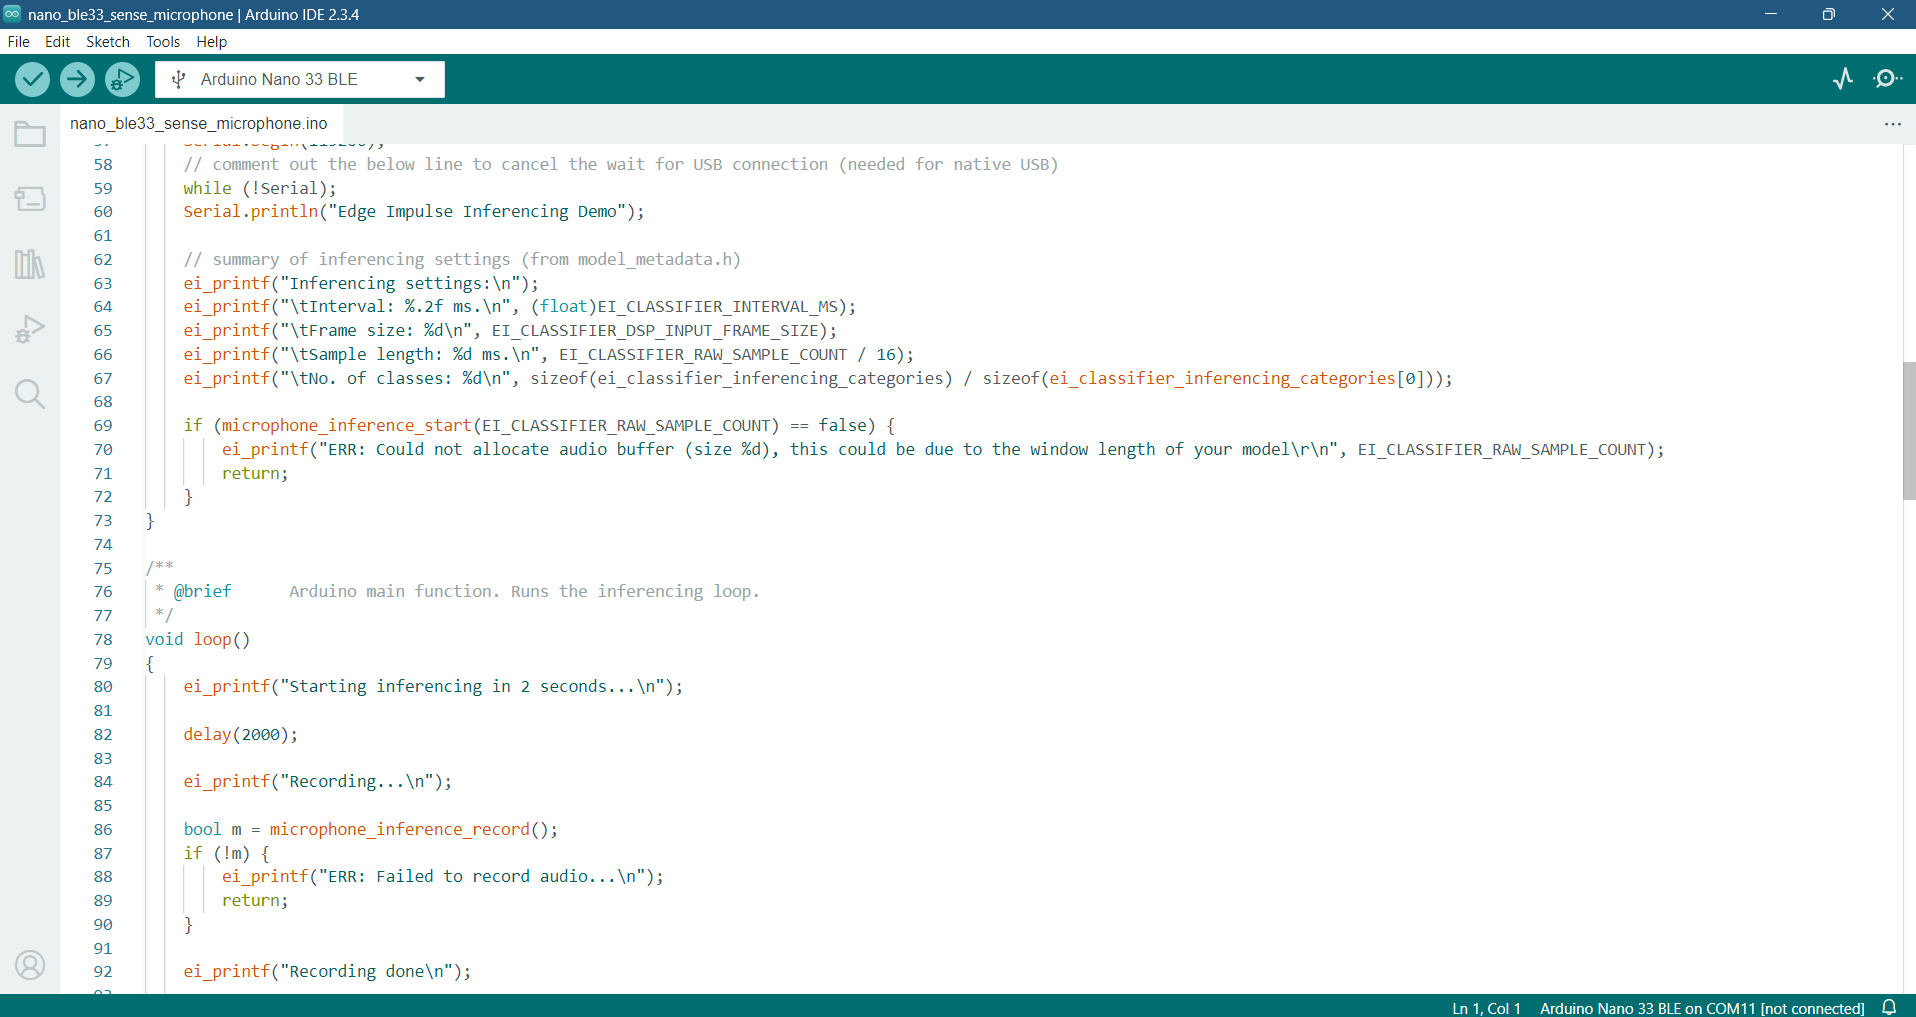 nano_ble33_sense_microphone | Arduino IDE 2.3.4
File Edit Sketch Tools Help
Arduino Nano 33 BLE
nano_ble33_sense_microphone.ino
58 // comment out the below line to cancel the wait for USB connection (needed for native USB)
59 while (!Serial);
60 Serial.println("Edge Impulse Inferencing Demo");
61
62 // summary of inferencing settings (from model_metadata.h)
63 ei_printf("Inferencing settings:\n");
64 ei_printf("\tInterval: %.2f ms.\n", (float)EI_CLASSIFIER_INTERVAL_MS);
65 ei_printf("\tFrame size: %d\n", EI_CLASSIFIER_DSP_INPUT_FRAME_SIZE);
66 ei_printf("\tSample length: %d ms.\n", EI_CLASSIFIER_RAW_SAMPLE_COUNT / 16);
67 ei_printf("\tNo. of classes: %d\n", sizeof(ei_classifier_inferencing_categories) / sizeof(ei_classifier_inferencing_categories[0]));
68
69 if (microphone_inference_start(EI_CLASSIFIER_RAW_SAMPLE_COUNT) == false) {
70 ei_printf("ERR: Could not allocate audio buffer (size %d), this could be due to the window length of your model\r\n", EI_CLASSIFIER_RAW_SAMPLE_COUNT);
71 return;
72 }
73 }
74
75 /**
76 * @brief Arduino main function. Runs the inferencing loop.
77 */
78 void loop()
79 {
80 ei_printf("Starting inferencing in 2 seconds...\n");
81
82 delay(2000);
83
84 ei_printf("Recording...\n");
85
86 bool m = microphone_inference_record();
87 if (!m) {
88 ei_printf("ERR: Failed to record audio...\n");
89 return;
90 }
91
92 ei_printf("Recording done\n");
Ln 1, Col 1 Arduino Nano 33 BLE on COM11 [not connected]